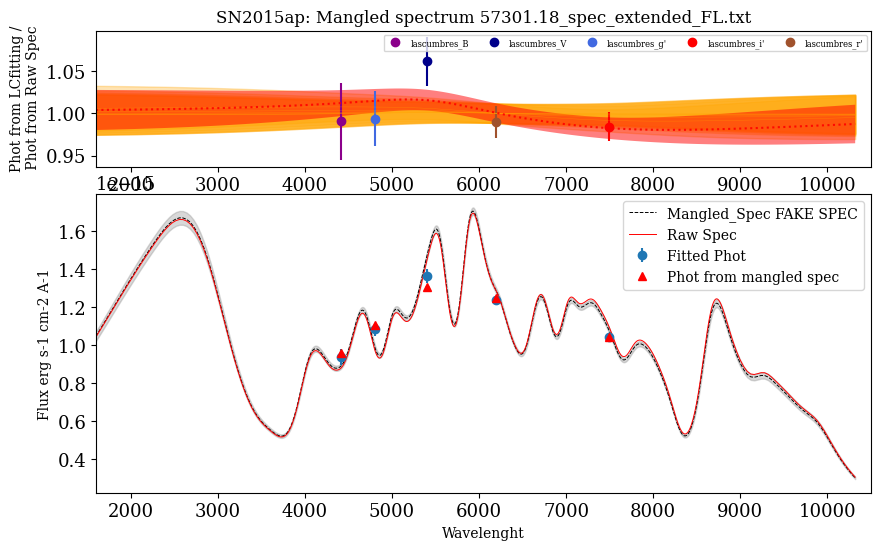 SN2015ap: Mangled spectrum 57301.18_spec_extended_FL.txt
Phot from LCfitting /
Phot from Raw Spec
lascumbres_B lascumbres_V lascumbres_g' lascumbres_i' lascumbres_r'
1.05
1.00
0.95
2000 3000 4000 5000 6000 7000 8000 9000 10000
Flux erg s-1 cm-2 A-1
Mangled_Spec FAKE SPEC
Raw Spec
Fitted Phot
Phot from mangled spec
1.6
1.4
1.2
1.0
0.8
0.6
0.4
2000 3000 4000 5000 6000 7000 8000 9000 10000
Wavelenght